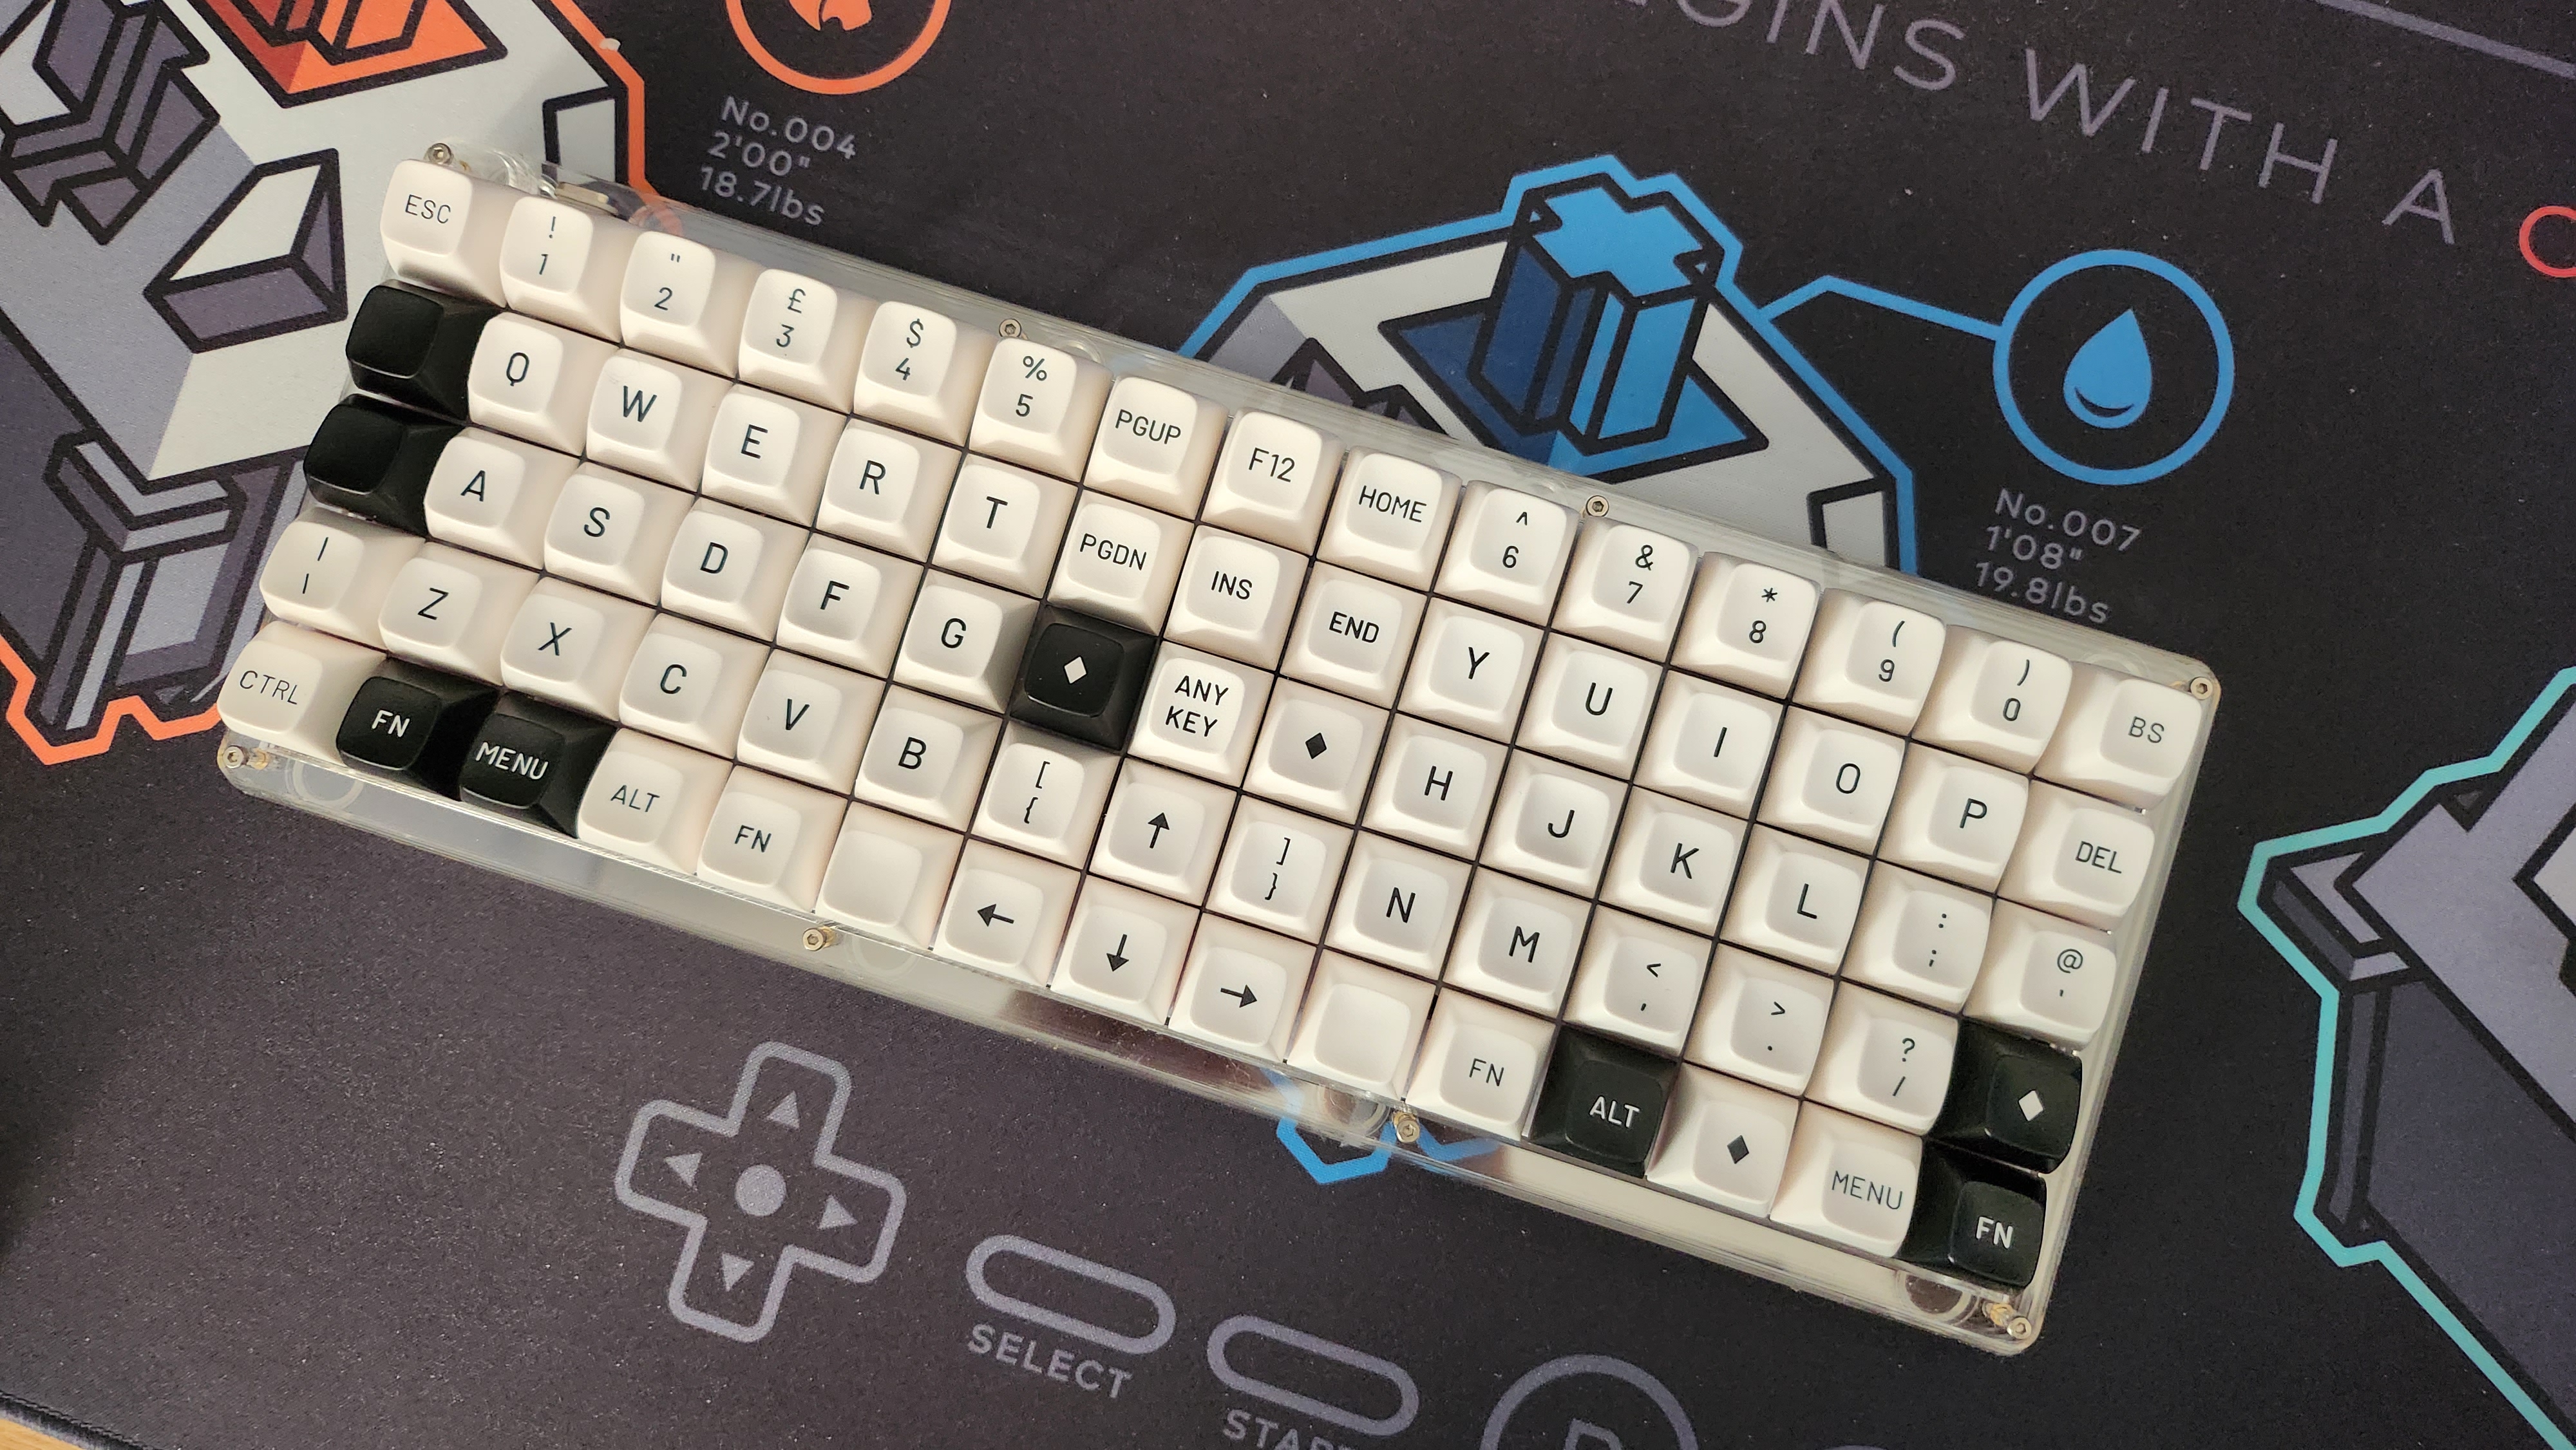 GINS WITH A C
No.004
2'00"
18.7lbs
No.007
1'08"
19.8lbs
ESC ! 1 " 2 £ 3 $ 4 % 5 PGUP F12 HOME ^ 6 & 7 * 8 ( 9 ) 0 BS
Q W E R T PGDN INS END Y U I O P DEL
A S D F G ANY KEY H J K L : ; @ '
| \ Z X C V B [ { ↑ ] } N M < , > . ? /
CTRL FN MENU ALT FN ← ↓ → FN ALT MENU FN
SELECT
START